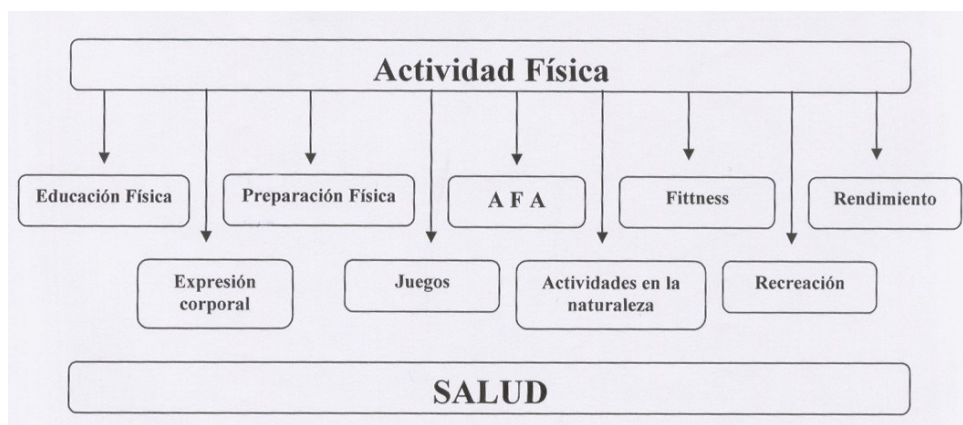 Actividad Física
Educación Física
Preparación Física
A F A
Fittness
Rendimiento
Expresión
corporal
Juegos
Actividades en la
naturaleza
Recreación
SALUD